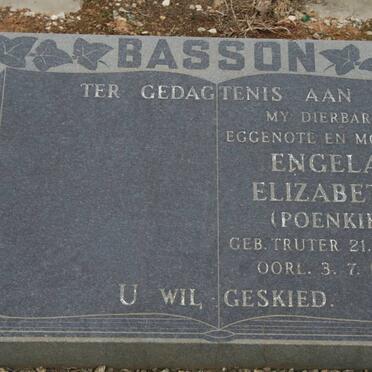 BASSON
TER GEDAGTENIS AAN
MY DIERBAR
EGGENOTE EN MO
ENGELA
ELIZABET
(POENKI
GEB. TRUTER 21.
OORL. 3. 7.
U WIL GESKIED.